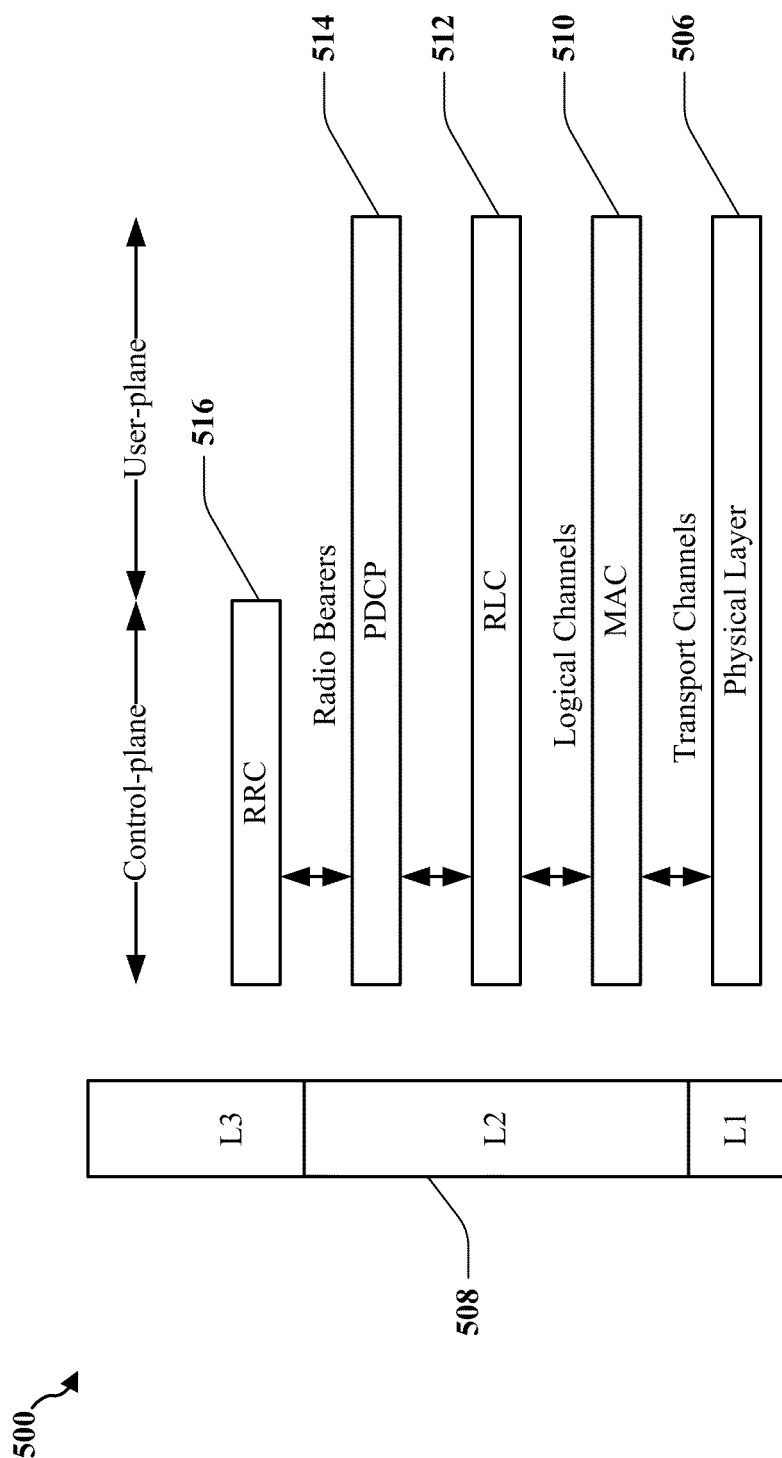 500
Control-plane
User-plane
516
L3
RRC
Radio Bearers
514
508
L2
PDCP
RLC
512
Logical Channels
MAC
510
Transport Channels
L1
Physical Layer
506